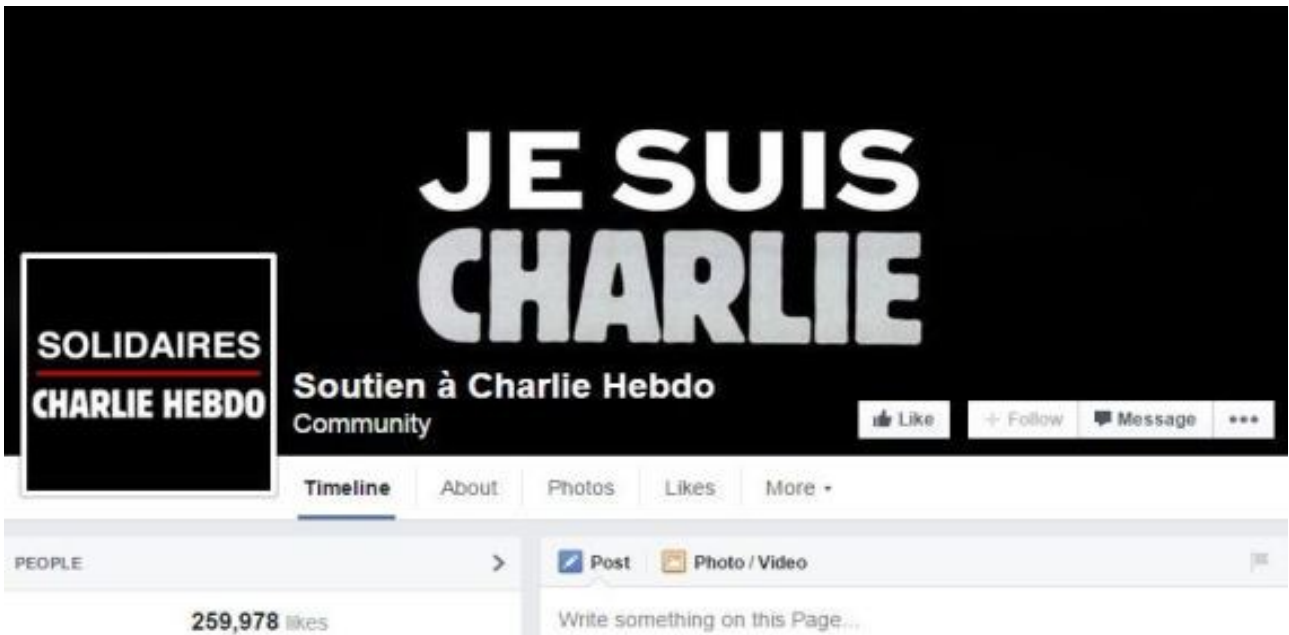 JE SUIS
CHARLIE
SOLIDAIRES
CHARLIE HEBDO
Soutien à Charlie Hebdo
Community
Like
+ Follow
Message
•••
Timeline About Photos Likes More
PEOPLE >
259,978 likes
Post Photo / Video
Write something on this Page...